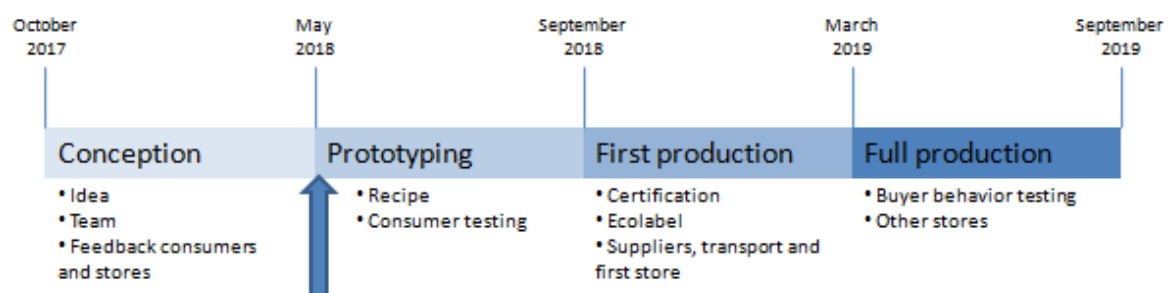 October
2017
May
2018
September
2018
March
2019
September
2019
Conception
Prototyping
First production
Full production
• Idea
• Team
• Feedback consumers
and stores
• Recipe
• Consumer testing
• Certification
• Ecolabel
• Suppliers, transport and
first store
• Buyer behavior testing
• Other stores